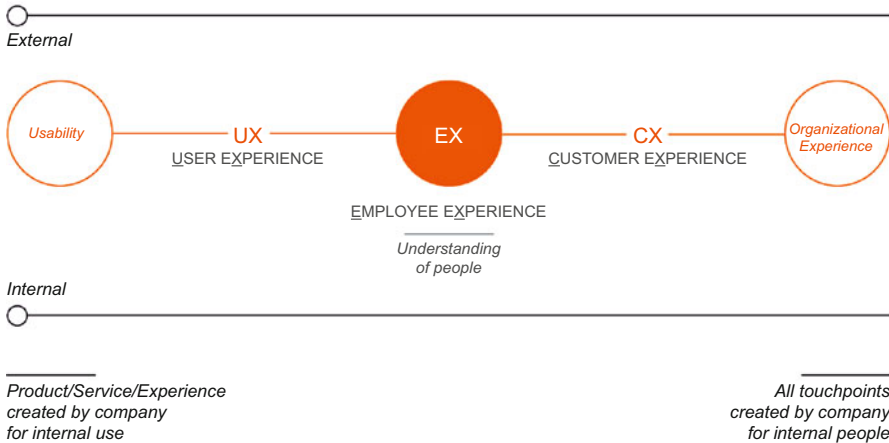 External
Usability
UX
USER EXPERIENCE
EX
CX
CUSTOMER EXPERIENCE
Organizational
Experience
EMPLOYEE EXPERIENCE
Understanding
of people
Internal
Product/Service/Experience
created by company
for internal use
All touchpoints
created by company
for internal people